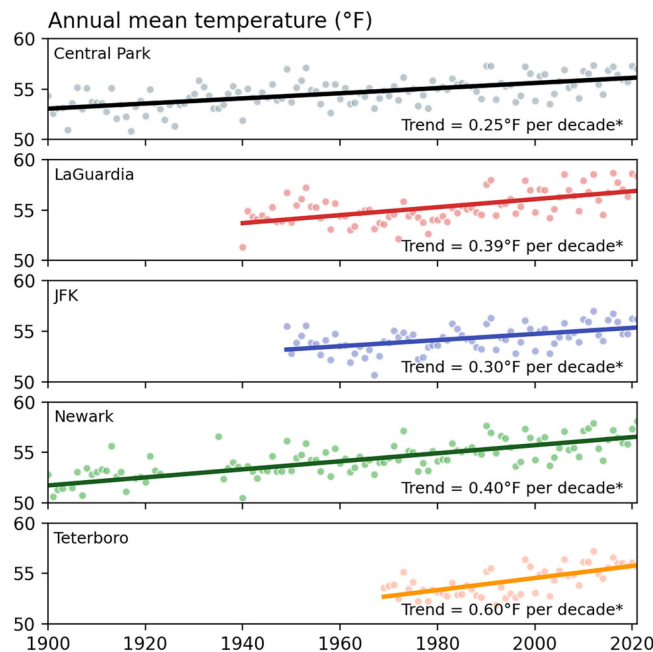 Annual mean temperature (°F)
60
Central Park
55
Trend = 0.25°F per decade*
50
60
LaGuardia
55
Trend = 0.39°F per decade*
50
60
JFK
55
Trend = 0.30°F per decade*
50
60
Newark
55
Trend = 0.40°F per decade*
50
60
Teterboro
55
Trend = 0.60°F per decade*
50
1900 1920 1940 1960 1980 2000 2020